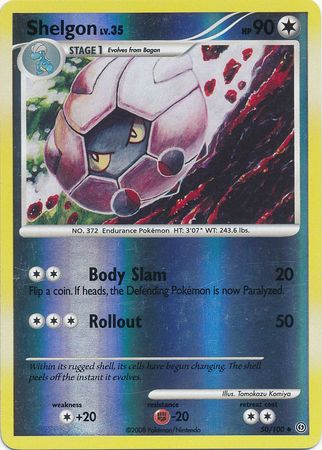 Shelgon LV.35
HP 90
STAGE 1 Evolves from Bagon
NO. 372 Endurance Pokémon HT: 3'07" WT: 243.6 lbs.
Body Slam 20
Flip a coin. If heads, the Defending Pokémon is now Paralyzed.
Rollout 50
Within its rugged shell, its cells have begun changing. The shell
peels off the instant it evolves.
Illus. Tomokazu Komiya
weakness resistance retreat cost
+20 -20
©2008 Pokémon/Nintendo 50/100